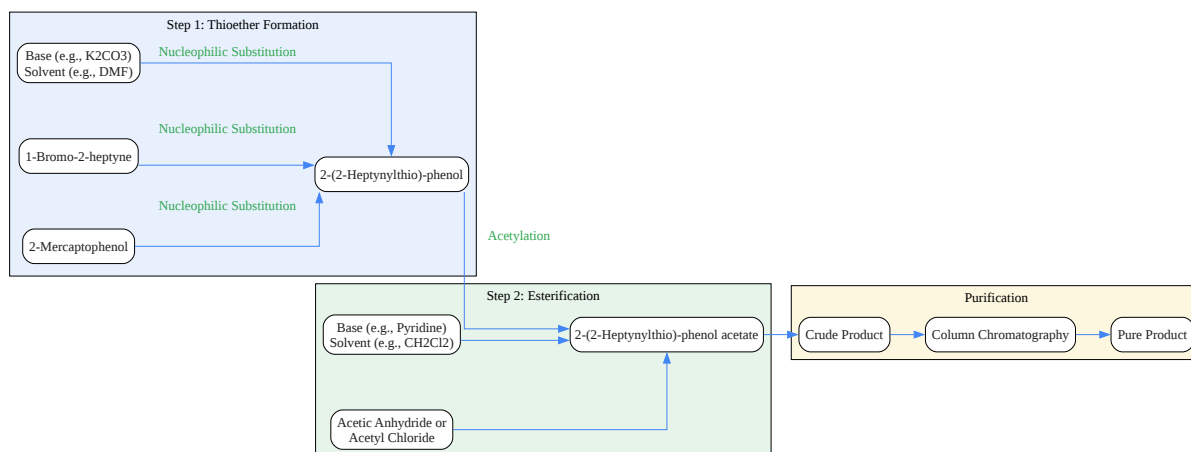 Step 1: Thioether Formation
Base (e.g., K2CO3)
Solvent (e.g., DMF)
Nucleophilic Substitution
Nucleophilic Substitution
1-Bromo-2-heptyne
2-(2-Heptynylthio)-phenol
Nucleophilic Substitution
2-Mercaptophenol
Acetylation
Step 2: Esterification
Base (e.g., Pyridine)
Solvent (e.g., CH2Cl2)
2-(2-Heptynylthio)-phenol acetate
Acetic Anhydride or
Acetyl Chloride
Purification
Crude Product
Column Chromatography
Pure Product